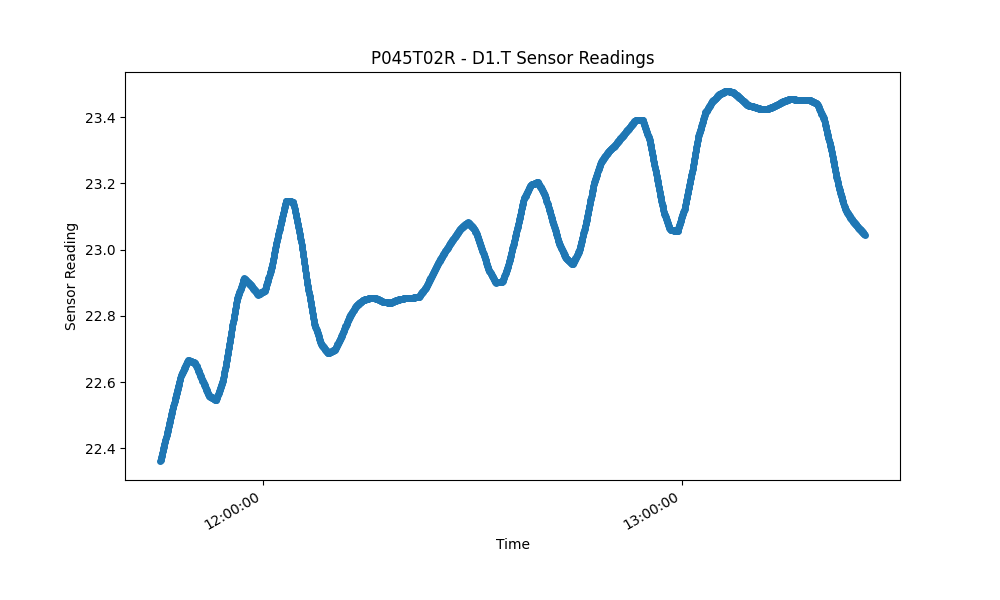 P045T02R - D1.T Sensor Readings
Sensor Reading
23.4
23.2
23.0
22.8
22.6
22.4
12:00:00
13:00:00
Time